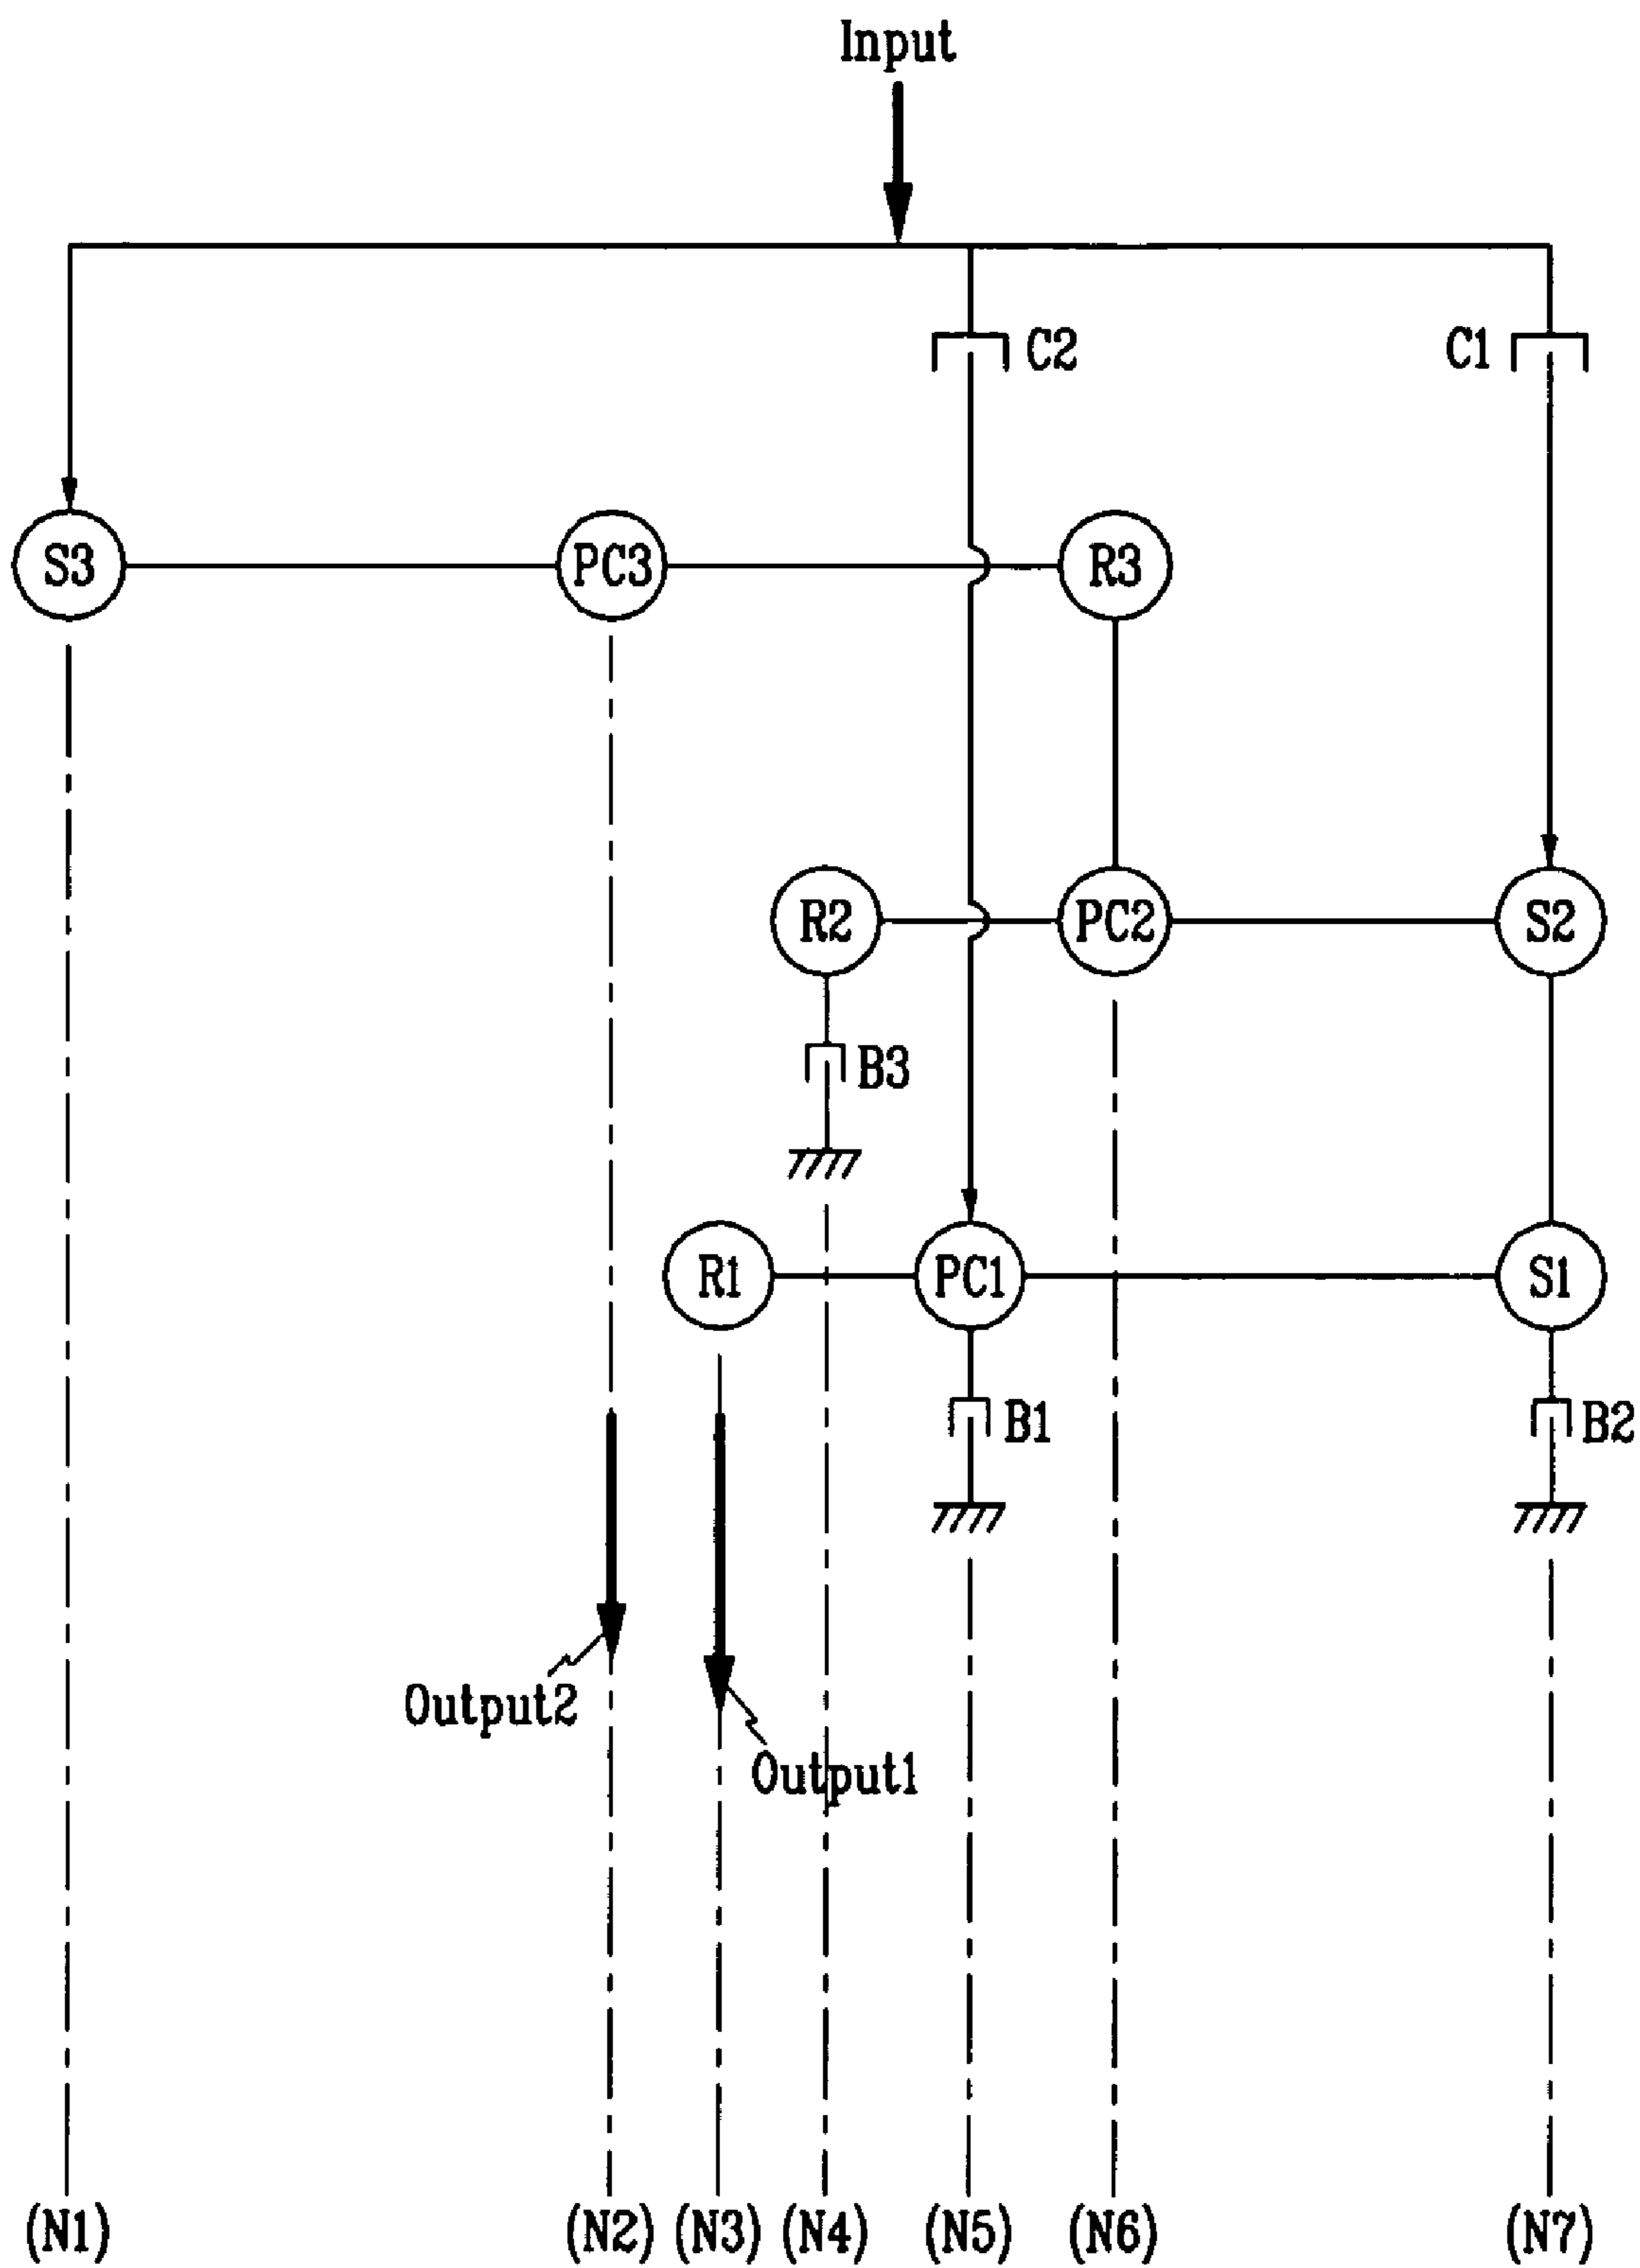 Input
C2
C1
S3
PC3
R3
R2
PC2
S2
B3
R1
PC1
S1
B1
B2
Output2
Output1
(N1)
(N2)
(N3)
(N4)
(N5)
(N6)
(N7)